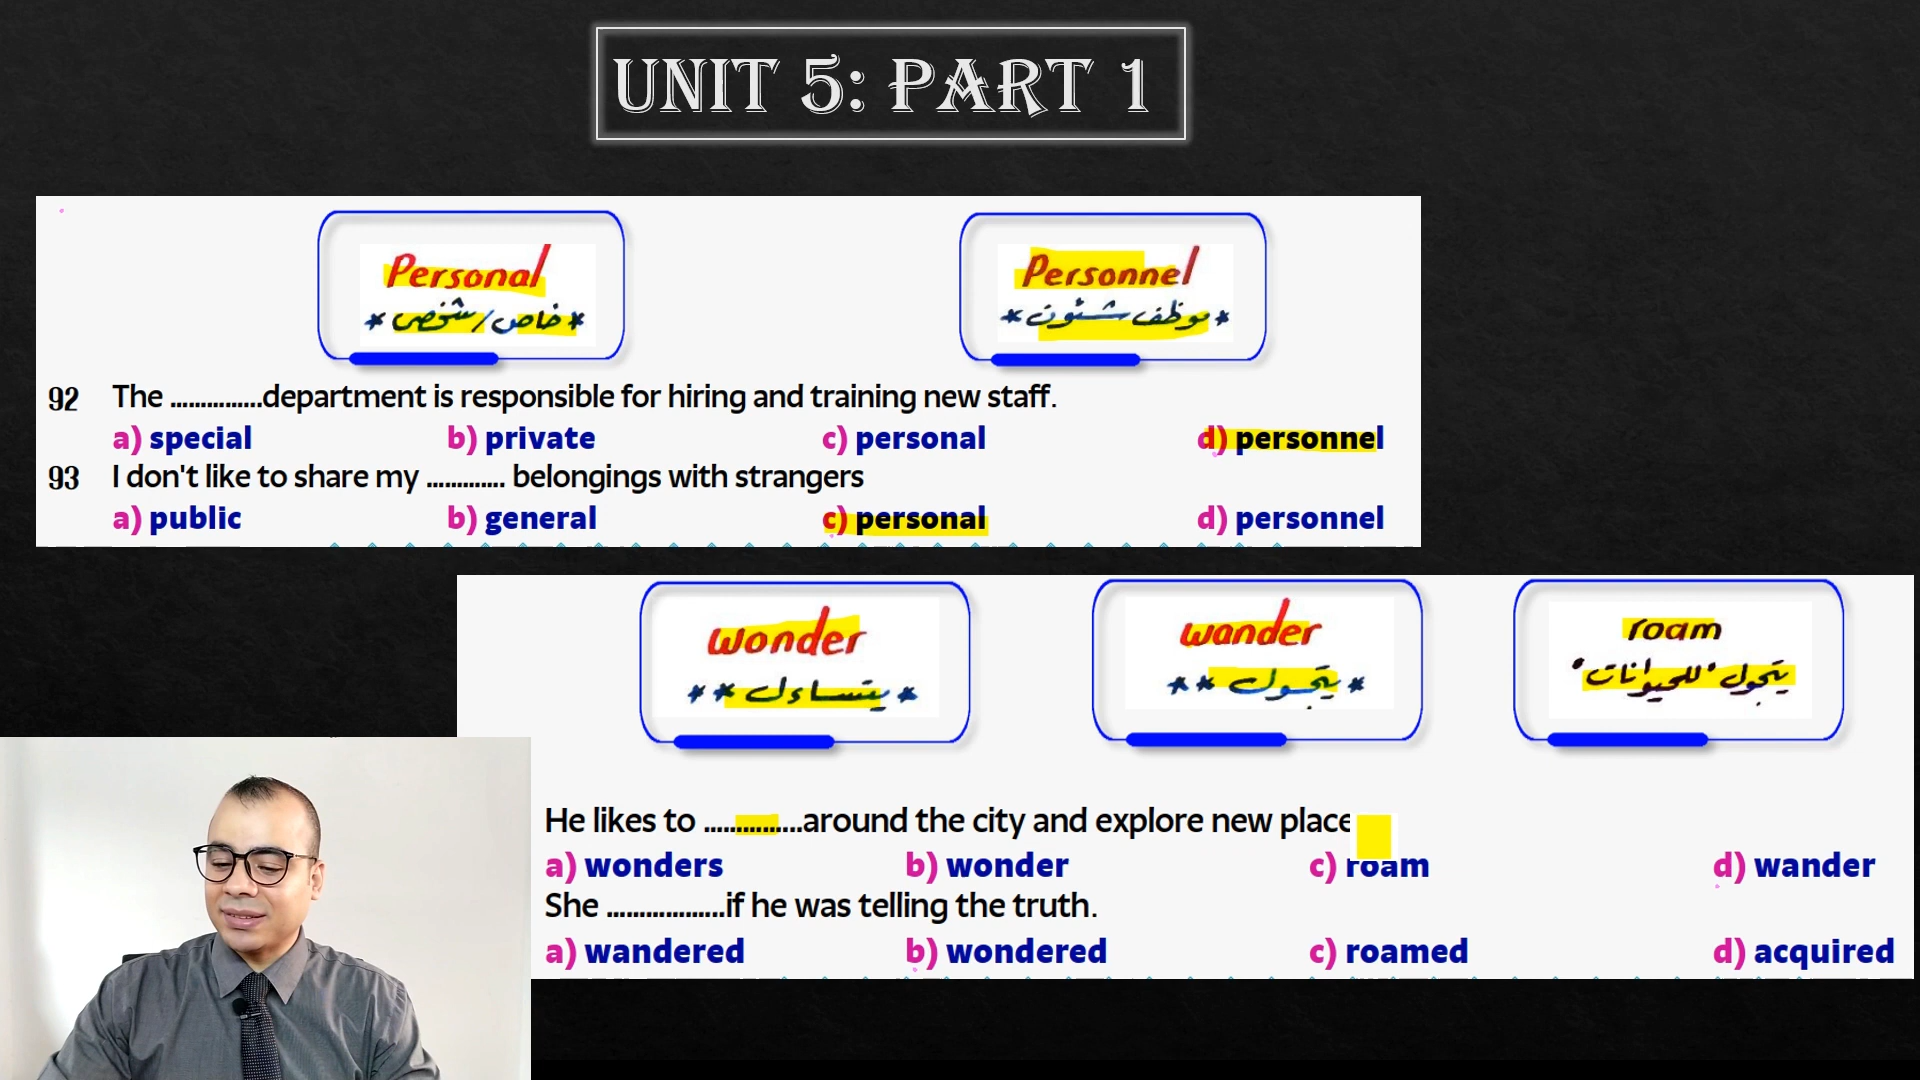 UNIT 5: PART 1
Personal
* خاص/شخصى *
Personnel
* موظف شئون *
92 The ...............department is responsible for hiring and training new staff.
a) special b) private c) personal d) personnel
93 I don't like to share my ............. belongings with strangers
a) public b) general c) personal d) personnel
wonder
* يتساءل * *
wander
* يتجول * *
roam
يتجول "للحيوانات"
He likes to ...............around the city and explore new place
a) wonders b) wonder c) roam d) wander
She ..................if he was telling the truth.
a) wandered b) wondered c) roamed d) acquired